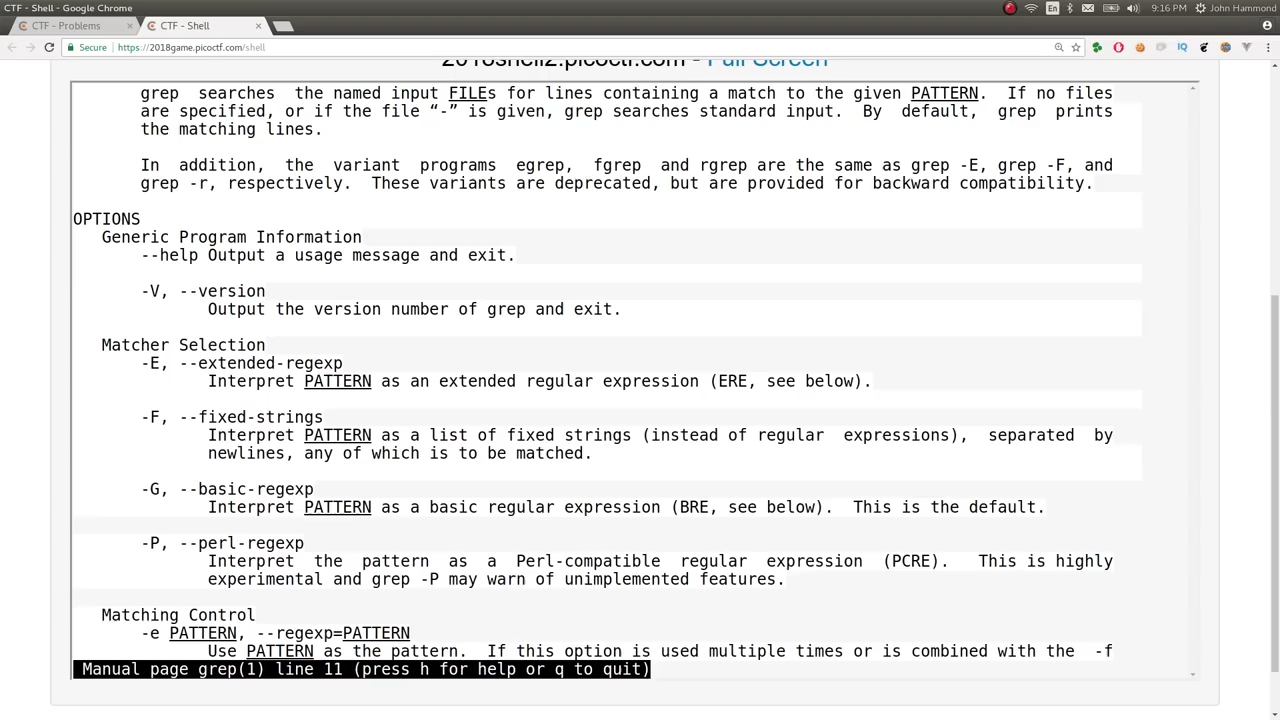 CTF - Shell - Google Chrome
En
9:16 PM
John Hammond
CTF - Problems
CTF - Shell
Secure
https://2018game.picoctf.com/shell
2018shell2.picoctf.com - Full Screen
grep searches the named input FILEs for lines containing a match to the given PATTERN. If no files
are specified, or if the file “-” is given, grep searches standard input. By default, grep prints
the matching lines.
In addition, the variant programs egrep, fgrep and rgrep are the same as grep -E, grep -F, and
grep -r, respectively. These variants are deprecated, but are provided for backward compatibility.
OPTIONS
Generic Program Information
--help Output a usage message and exit.
-V, --version
Output the version number of grep and exit.
Matcher Selection
-E, --extended-regexp
Interpret PATTERN as an extended regular expression (ERE, see below).
-F, --fixed-strings
Interpret PATTERN as a list of fixed strings (instead of regular expressions), separated by
newlines, any of which is to be matched.
-G, --basic-regexp
Interpret PATTERN as a basic regular expression (BRE, see below). This is the default.
-P, --perl-regexp
Interpret the pattern as a Perl-compatible regular expression (PCRE). This is highly
experimental and grep -P may warn of unimplemented features.
Matching Control
-e PATTERN, --regexp=PATTERN
Use PATTERN as the pattern. If this option is used multiple times or is combined with the -f
Manual page grep(1) line 11 (press h for help or q to quit)